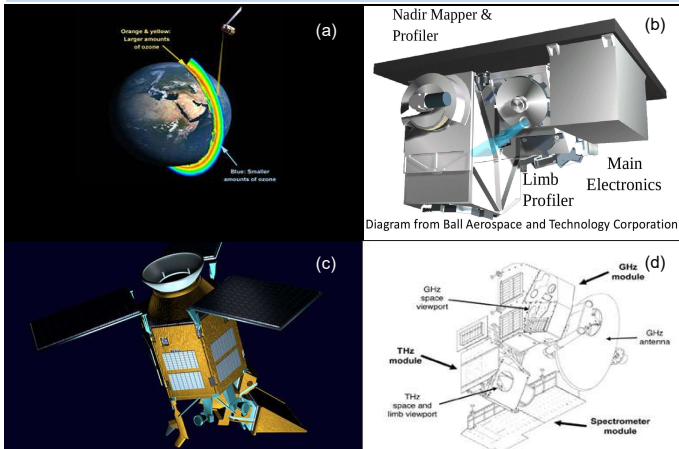 (a)
Orange & yellow:
Larger amounts
of ozone
Blue: Smaller
amounts of ozone
(b)
Nadir Mapper &
Profiler
Limb
Profiler
Main
Electronics
Diagram from Ball Aerospace and Technology Corporation
(c)
(d)
GHz
module
GHz
space
viewport
GHz
antenna
THz
module
THz
space and
limb viewport
Spectrometer
module